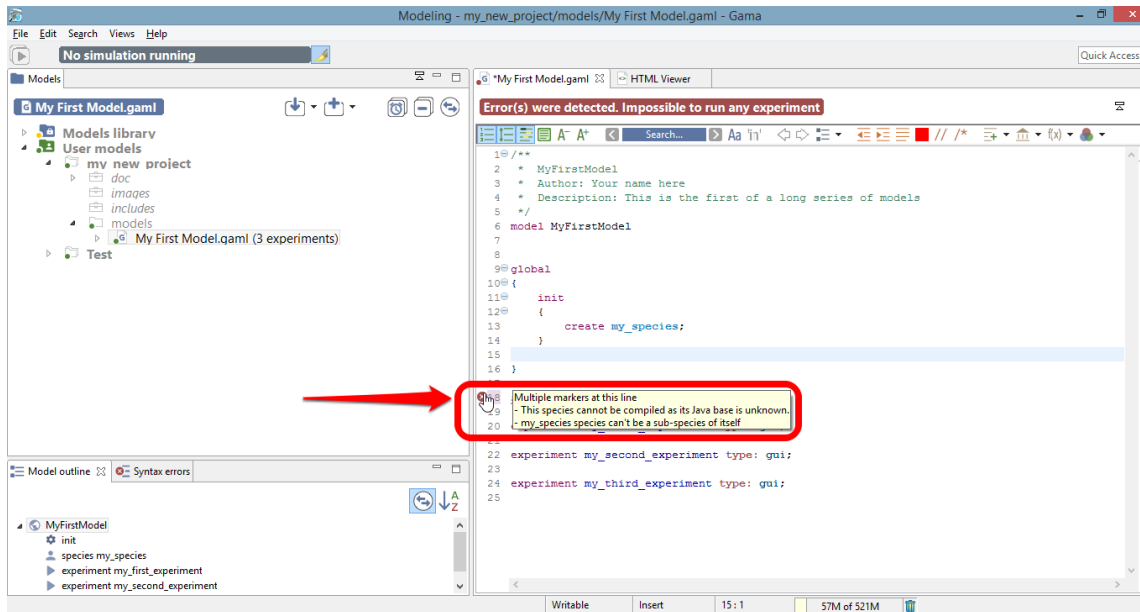 Modeling - my_new_project/models/My First Model.gaml - Gama
File Edit Search Views Help
No simulation running
Quick Access
Models
My First Model.gaml
Models library
User models
my new project
doc
images
includes
models
My First Model.gaml (3 experiments)
Test
*My First Model.gaml
HTML Viewer
Error(s) were detected. Impossible to run any experiment
A- A+ Search... Aa 'in' // /* f(x)
1 /**
2 * MyFirstModel
3 * Author: Your name here
4 * Description: This is the first of a long series of models
5 */
6 model MyFirstModel
7
8
9 global
10 {
11 init
12 {
13 create my_species;
14 }
15
16 }
Multiple markers at this line
- This species cannot be compiled as its Java base is unknown.
- my_species species can't be a sub-species of itself
20
22 experiment my_second_experiment type: gui;
23
24 experiment my_third_experiment type: gui;
25
Model outline
Syntax errors
A
Z
MyFirstModel
init
species my_species
experiment my_first_experiment
experiment my_second_experiment
Writable Insert 15 : 1 57M of 521M